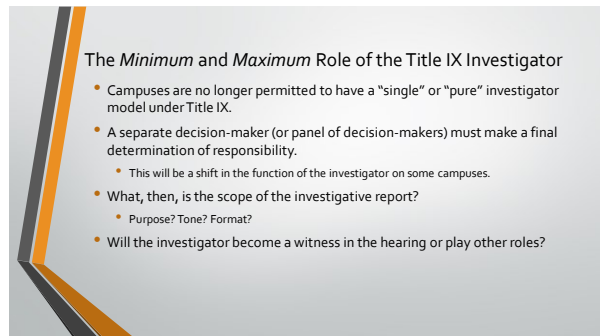 The Minimum and Maximum Role of the Title IX Investigator
• Campuses are no longer permitted to have a “single” or “pure” investigator
model under Title IX.
• A separate decision-maker (or panel of decision-makers) must make a final
determination of responsibility.
• This will be a shift in the function of the investigator on some campuses.
• What, then, is the scope of the investigative report?
• Purpose? Tone? Format?
• Will the investigator become a witness in the hearing or play other roles?